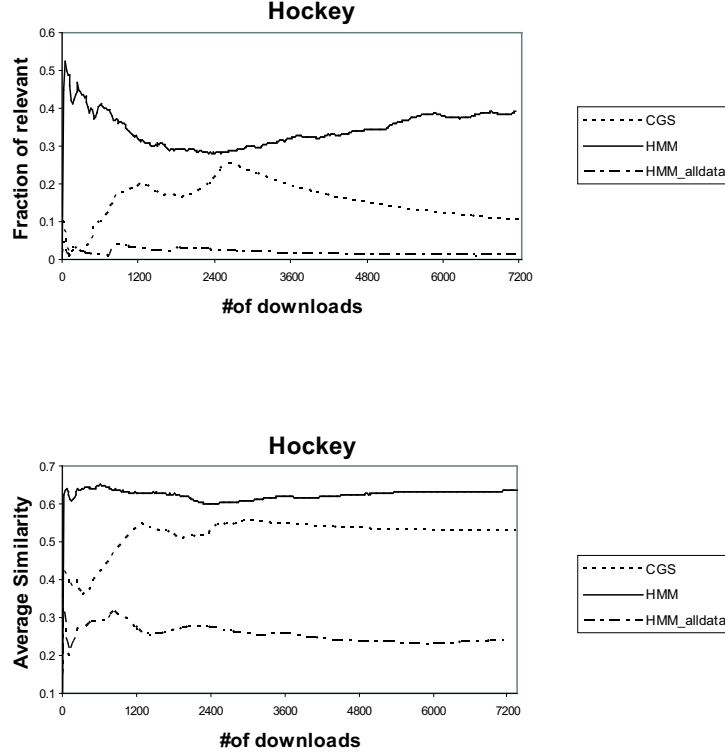 Hockey
0.6
0.5
0.4
0.3
0.2
0.1
0
Fraction of relevant
0 1200 2400 3600 4800 6000 7200
#of downloads
CGS
HMM
HMM_alldata
Hockey
0.7
0.6
0.5
0.4
0.3
0.2
0.1
Average Similarity
0 1200 2400 3600 4800 6000 7200
#of downloads
CGS
HMM
HMM_alldata